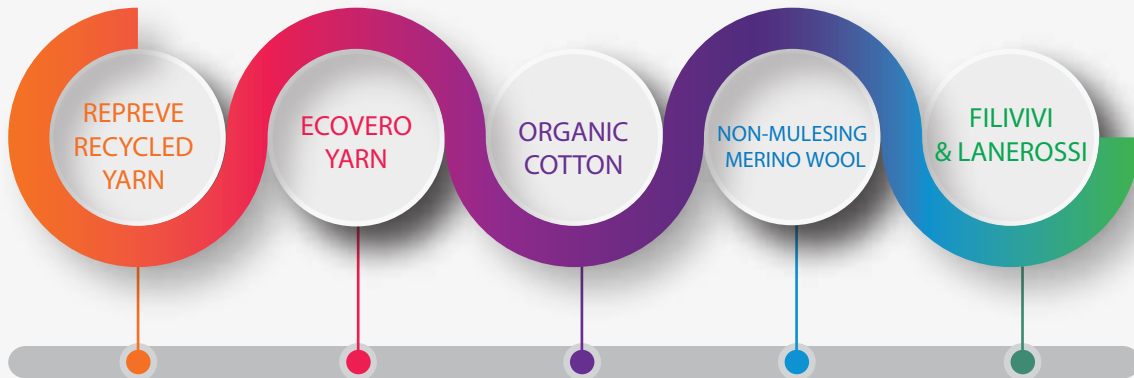 REPREVE
RECYCLED
YARN
ECOVERO
YARN
ORGANIC
COTTON
NON-MULESING
MERINO WOOL
FILIVIVI
& LANEROSSI